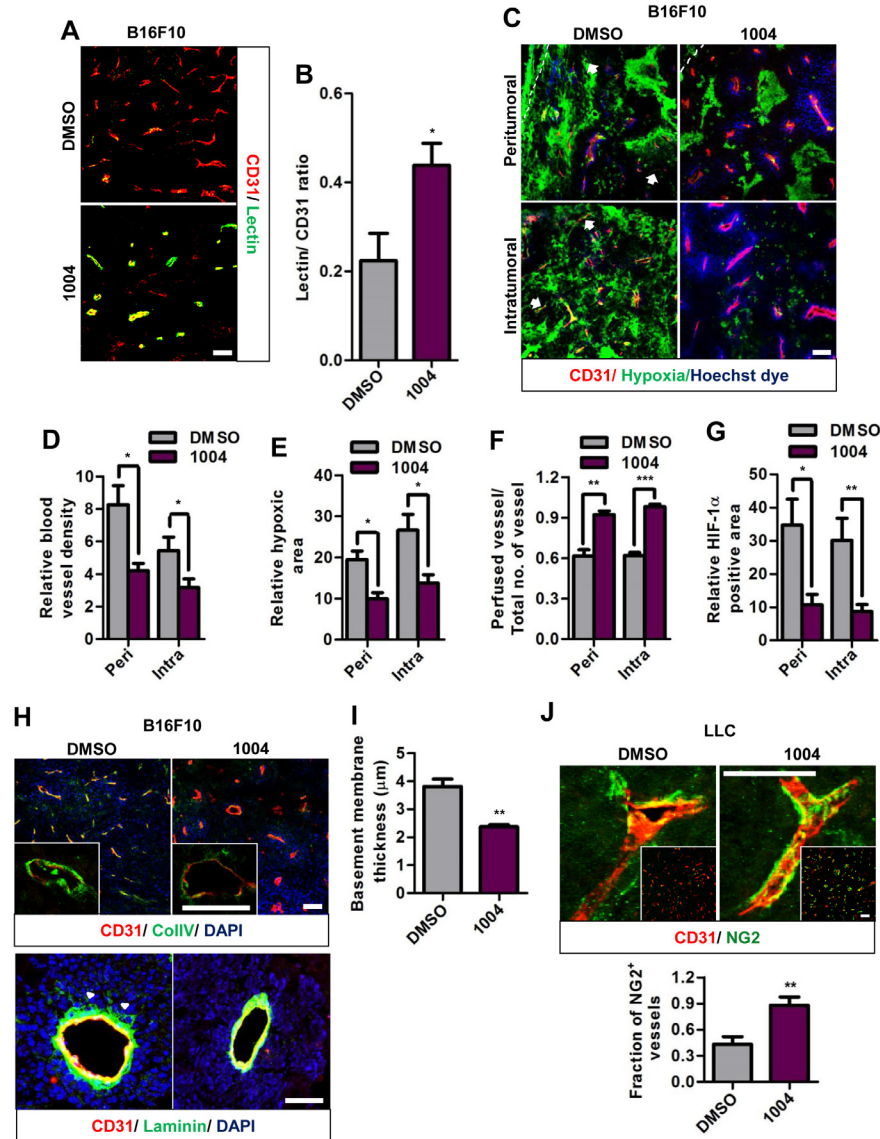 A
B16F10
DMSO
1004
CD31/ Lectin
B
Lectin/ CD31 ratio
0.6
0.4
0.2
0.0
*
DMSO
1004
C
B16F10
DMSO
1004
Peritumoral
Intratumoral
CD31/ Hypoxia/Hoechst dye
D
DMSO
1004
Relative blood
vessel density
10
8
6
4
2
0
*
*
Peri
Intra
E
DMSO
1004
Relative hypoxic
area
40
30
20
10
0
*
*
Peri
Intra
F
DMSO
1004
Perfused vessel/
Total no. of vessel
1.2
0.9
0.6
0.3
0.0
**
***
Peri
Intra
G
DMSO
1004
Relative HIF-1α
positive area
50
40
30
20
10
0
*
**
Peri
Intra
H
B16F10
DMSO
1004
CD31/ CollV/ DAPI
CD31/ Laminin/ DAPI
I
Basement membrane
thickness (μm)
5
4
3
2
1
0
**
DMSO
1004
J
LLC
DMSO
1004
CD31/ NG2
Fraction of NG2+
vessels
1.2
0.9
0.6
0.3
0.0
**
DMSO
1004